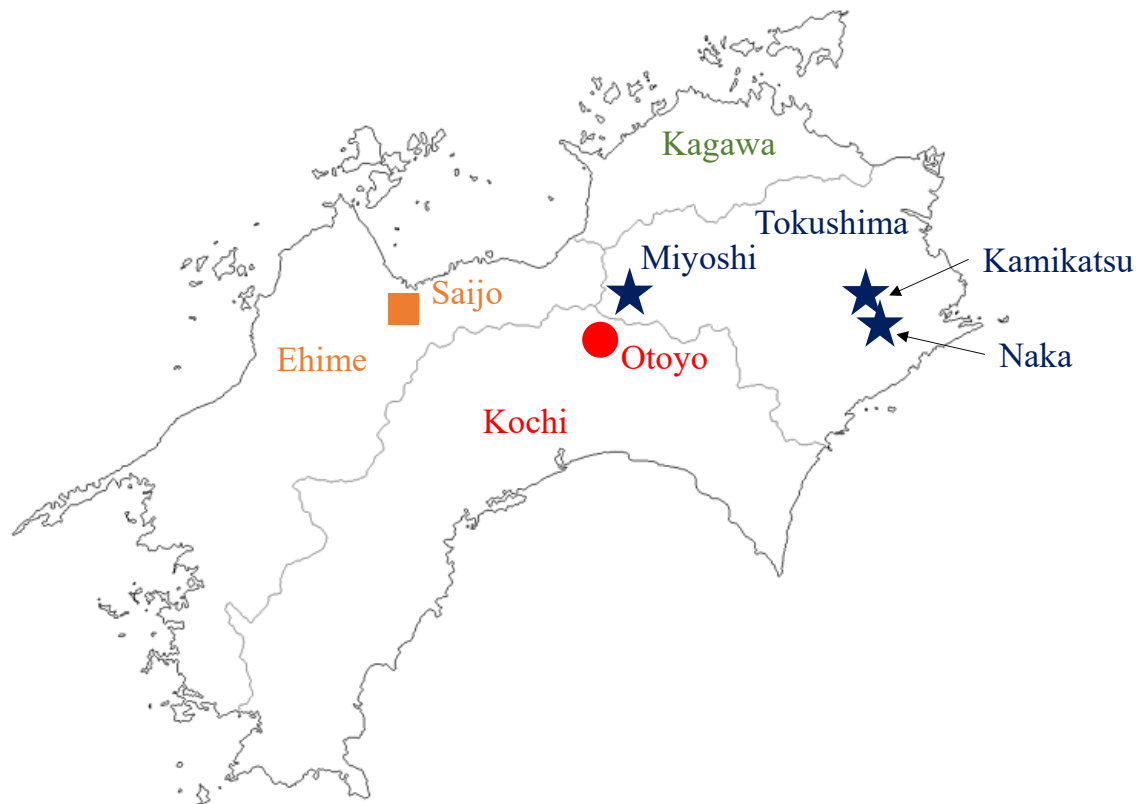 Kagawa
Tokushima
Miyoshi
Kamikatsu
Saijo
Ehime
Otoyo
Naka
Kochi